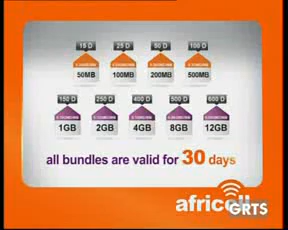 15 D 25 D 50 D 100 D
50MB 100MB 200MB 500MB
150 D 250 D 400 D 500 D 600 D
1GB 2GB 4GB 8GB 12GB
all bundles are valid for 30 days
africell
GRTS